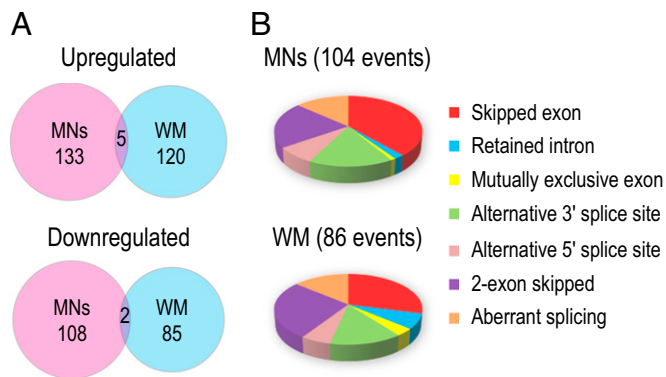 A
Upregulated
MNs
133
5
WM
120
Downregulated
MNs
108
2
WM
85
B
MNs (104 events)
WM (86 events)
Skipped exon
Retained intron
Mutually exclusive exon
Alternative 3' splice site
Alternative 5' splice site
2-exon skipped
Aberrant splicing